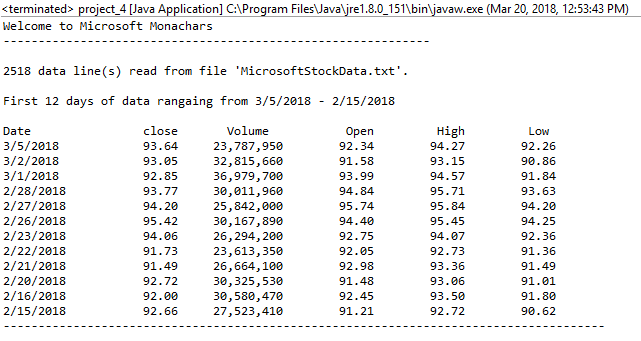 <terminated> project_4 [Java Application] C:\Program Files\Java\jre1.8.0_151\bin\javaw.exe (Mar 20, 2018, 12:53:43 PM)
Welcome to Microsoft Monachars
----------------------------------------------------------
2518 data line(s) read from file 'MicrosoftStockData.txt'.
First 12 days of data rangaing from 3/5/2018 - 2/15/2018
Date close Volume Open High Low
3/5/2018 93.64 23,787,950 92.34 94.27 92.26
3/2/2018 93.05 32,815,660 91.58 93.15 90.86
3/1/2018 92.85 36,979,700 93.99 94.57 91.84
2/28/2018 93.77 30,011,960 94.84 95.71 93.63
2/27/2018 94.20 25,842,000 95.74 95.84 94.20
2/26/2018 95.42 30,167,890 94.40 95.45 94.25
2/23/2018 94.06 26,294,200 92.75 94.07 92.36
2/22/2018 91.73 23,613,350 92.05 92.73 91.36
2/21/2018 91.49 26,664,100 92.98 93.36 91.49
2/20/2018 92.72 30,325,530 91.48 93.06 91.01
2/16/2018 92.00 30,580,470 92.45 93.50 91.80
2/15/2018 92.66 27,523,410 91.21 92.72 90.62
----------------------------------------------------------------------------------